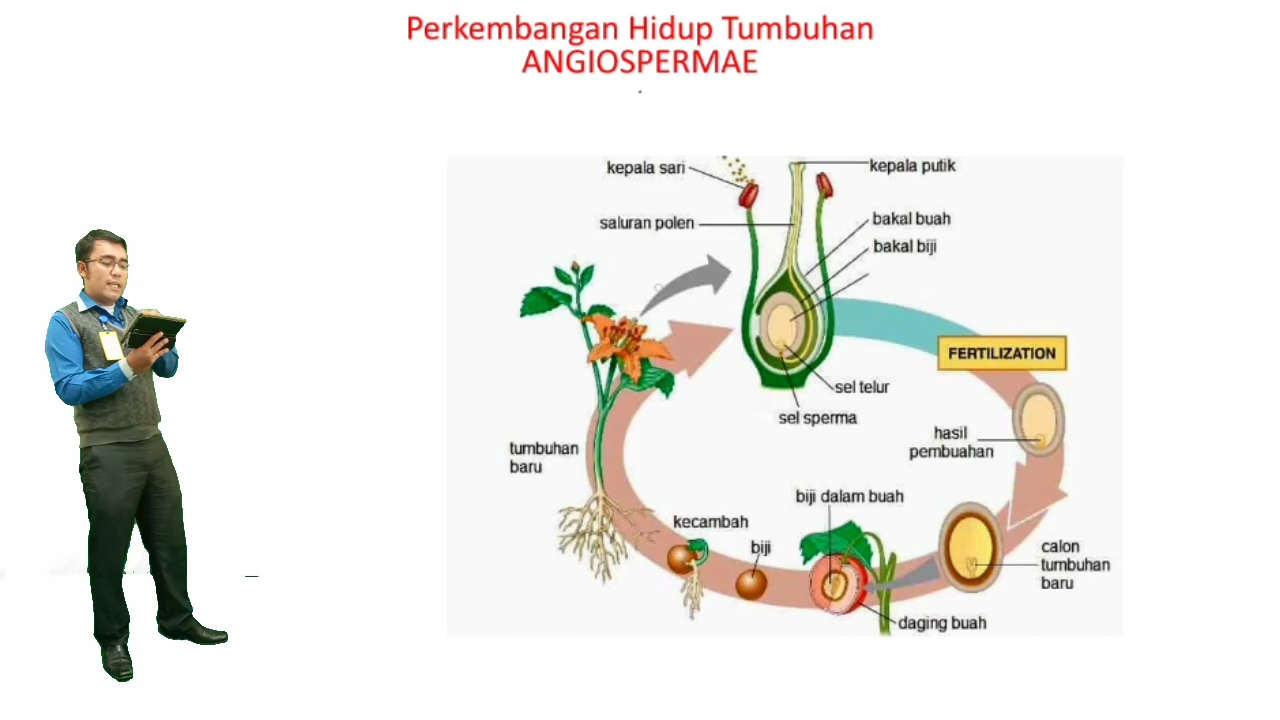 Perkembangan Hidup Tumbuhan
ANGIOSPERMAE
kepala sari
kepala putik
saluran polen
bakal buah
bakal biji
FERTILIZATION
sel telur
sel sperma
hasil
pembuahan
tumbuhan
baru
biji dalam buah
kecambah
biji
calon
tumbuhan
baru
daging buah